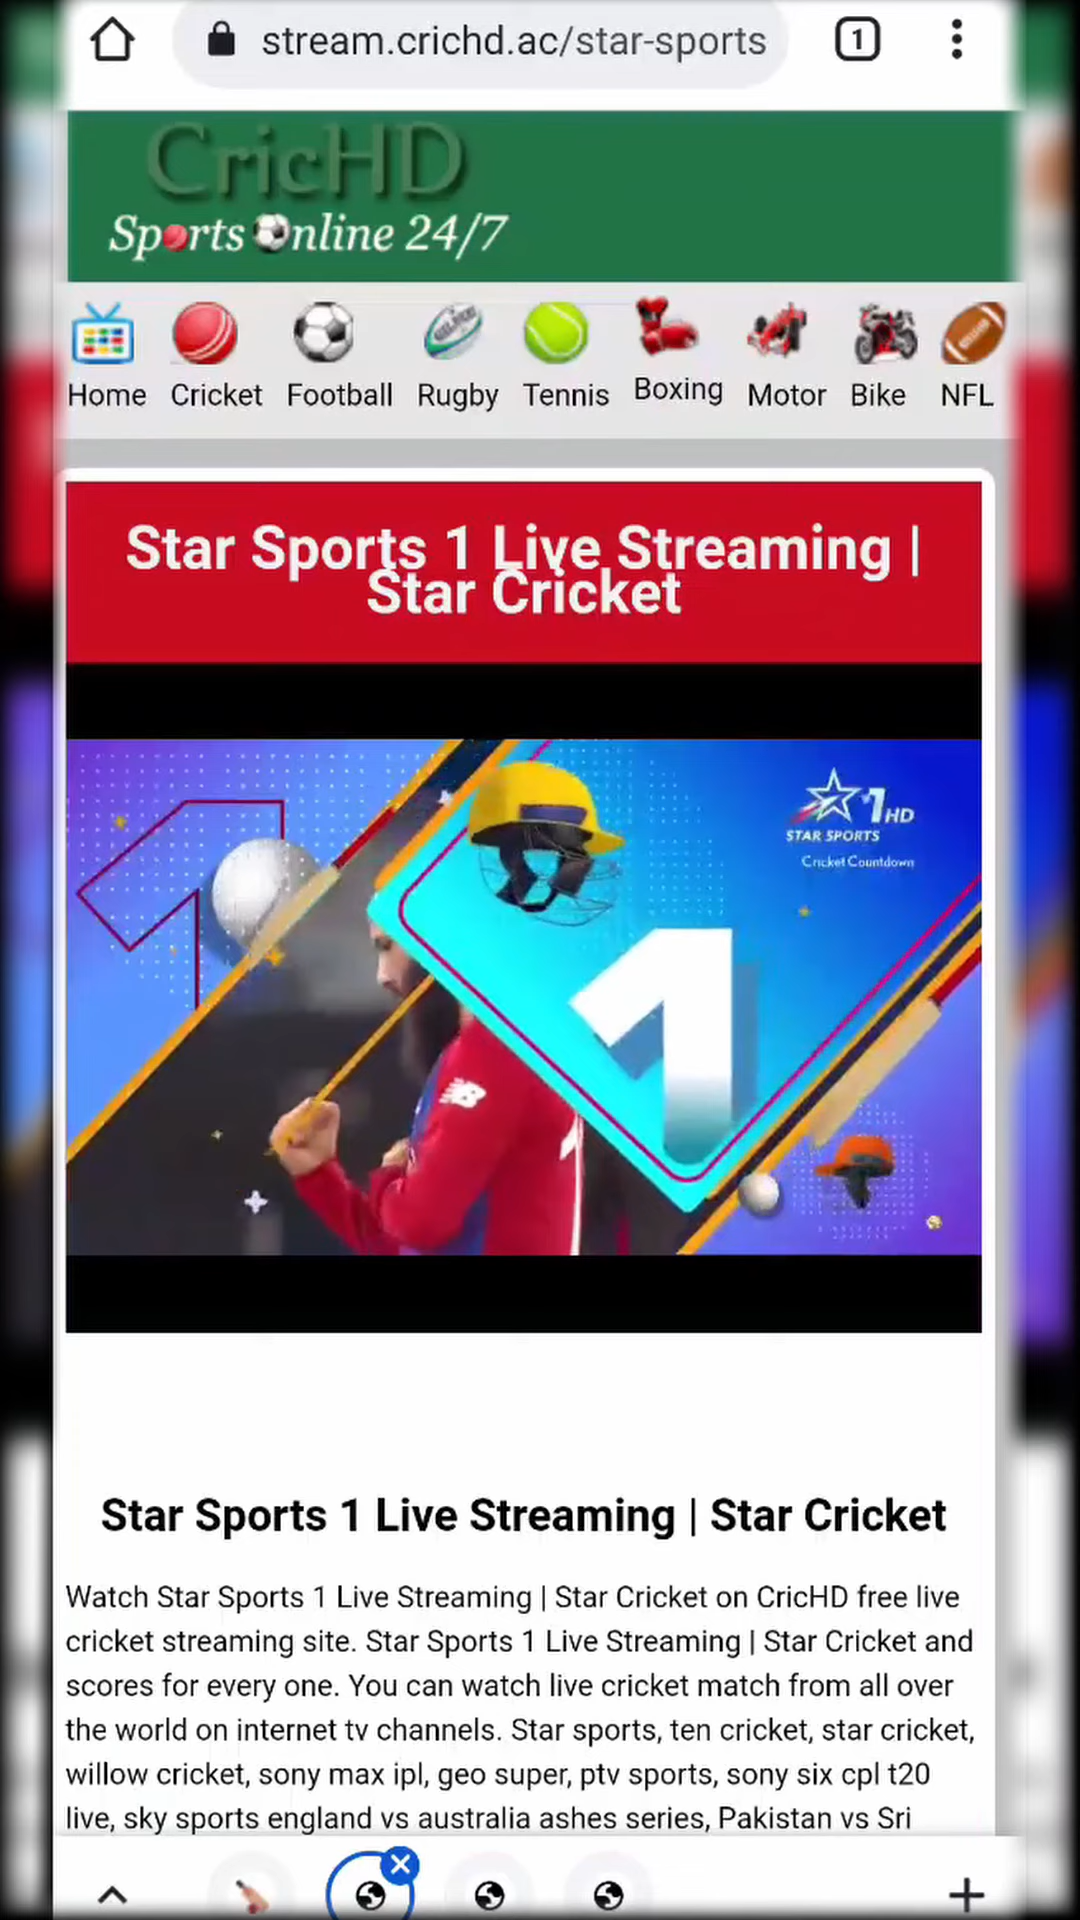 stream.crichd.ac/star-sports
1
CricHD
Sports Online 24/7
Home Cricket Football Rugby Tennis Boxing Motor Bike NFL
Star Sports 1 Live Streaming |
Star Cricket
1
1 HD
STAR SPORTS
Cricket Countdown
1
Star Sports 1 Live Streaming | Star Cricket
Watch Star Sports 1 Live Streaming | Star Cricket on CricHD free live
cricket streaming site. Star Sports 1 Live Streaming | Star Cricket and
scores for every one. You can watch live cricket match from all over
the world on internet tv channels. Star sports, ten cricket, star cricket,
willow cricket, sony max ipl, geo super, ptv sports, sony six cpl t20
live, sky sports england vs australia ashes series, Pakistan vs Sri